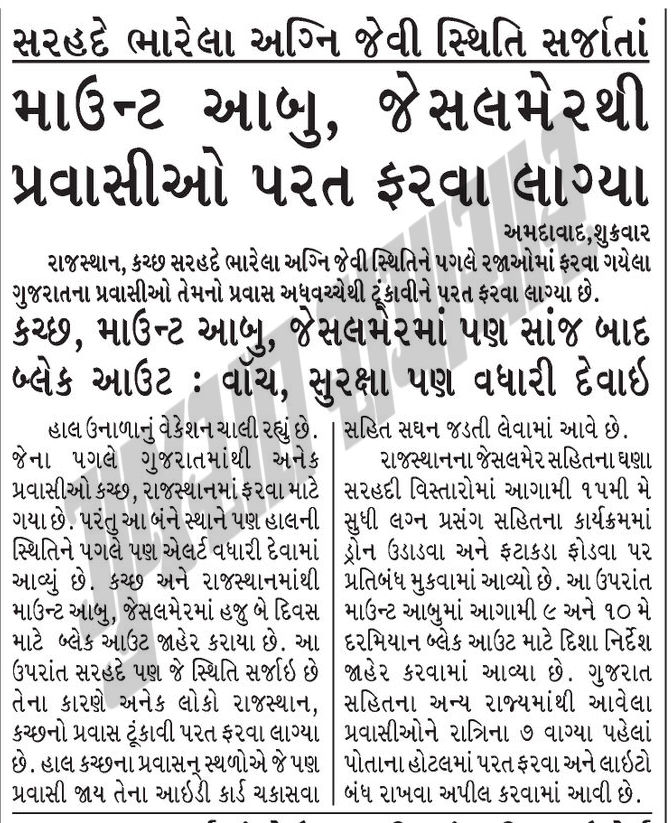 સરહદે ભારેલા અગ્નિ જેવી સ્થિતિ સર્જાતાં
માઉન્ટ આબુ, જેસલમેરથી
પ્રવાસીઓ પરત ફરવા લાગ્યા
અમદાવાદ,શુક્રવાર
રાજસ્થાન, કચ્છ સરહદે ભારેલા અગ્નિ જેવી સ્થિતિને પગલે રજાઓમાં ફરવા ગયેલા
ગુજરાતના પ્રવાસીઓ તેમનો પ્રવાસ અધવચ્ચેથી ટૂંકાવીને પરત ફરવા લાગ્યા છે.
કચ્છ, માઉન્ટ આબુ, જેસલમેરમાં પણ સાંજ બાદ
બ્લેક આઉટ : વૉચ, સુરક્ષા પણ વધારી દેવાઇ
હાલ ઉનાળાનું વેકેશન ચાલી રહ્યું છે.
જેના પગલે ગુજરાતમાંથી અનેક
પ્રવાસીઓ કચ્છ, રાજસ્થાનમાં ફરવા માટે
ગયા છે. પરંતુ આ બંને સ્થાને પણ હાલની
સ્થિતિને પગલે પણ એલર્ટ વધારી દેવામાં
આવ્યું છે. કચ્છ અને રાજસ્થાનમાંથી
માઉન્ટ આબુ, જેસલમેરમાં હજુ બે દિવસ
માટે બ્લેક આઉટ જાહેર કરાયા છે. આ
ઉપરાંત સરહદે પણ જે સ્થિતિ સર્જાઇ છે
તેના કારણે અનેક લોકો રાજસ્થાન,
કચ્છનો પ્રવાસ ટૂંકાવી પરત ફરવા લાગ્યા
છે. હાલ કચ્છના પ્રવાસન્ સ્થળોએ જે પણ
પ્રવાસી જાય તેના આઇડી કાર્ડ ચકાસવા
સહિત સઘન જડતી લેવામાં આવે છે.
રાજસ્થાનના જેસલમેર સહિતના ઘણા
સરહદી વિસ્તારોમાં આગામી ૧૫મી મે
સુધી લગ્ન પ્રસંગ સહિતના કાર્યક્રમમાં
ડ્રોન ઉડાડવા અને ફટાકડા ફોડવા પર
પ્રતિબંધ મુકવામાં આવ્યો છે. આ ઉપરાંત
માઉન્ટ આબુમાં આગામી ૯ અને ૧૦ મે
દરમિયાન બ્લેક આઉટ માટે દિશા નિર્દેશ
જાહેર કરવામાં આવ્યા છે. ગુજરાત
સહિતના અન્ય રાજ્યમાંથી આવેલા
પ્રવાસીઓને રાત્રિના ૭ વાગ્યા પહેલાં
પોતાના હોટલમાં પરત ફરવા અને લાઇટો
બંધ રાખવા અપીલ કરવામાં આવી છે.
ગુજરાત સમાચાર